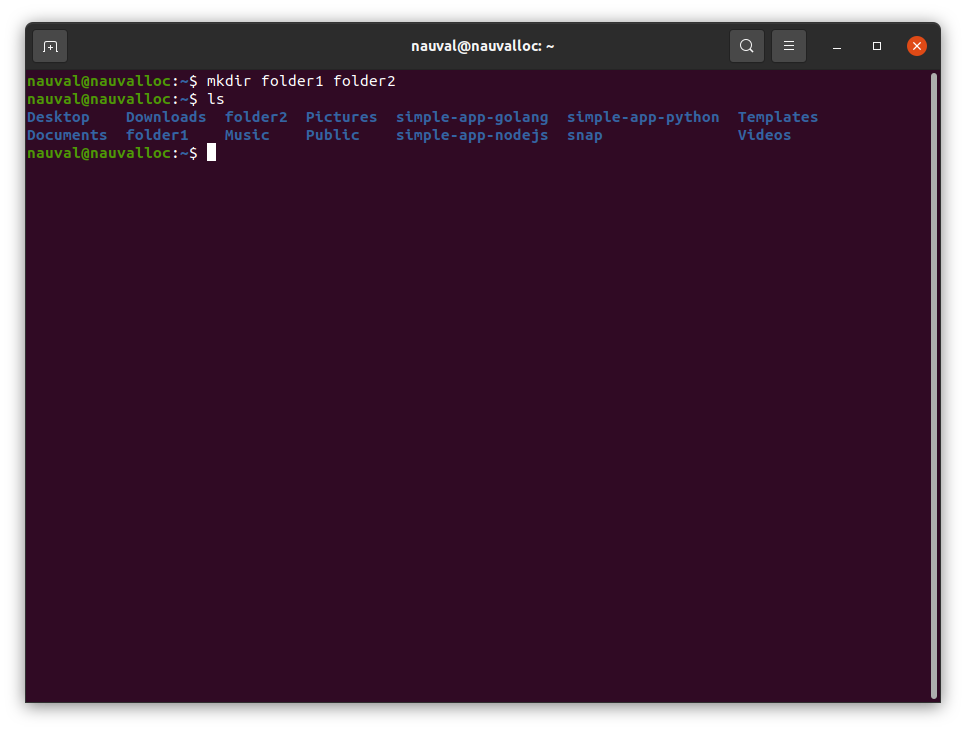 nauval@nauvalloc: ~
nauval@nauvalloc:~$ mkdir folder1 folder2
nauval@nauvalloc:~$ ls
Desktop    Downloads  folder2  Pictures  simple-app-golang  simple-app-python  Templates
Documents  folder1    Music    Public    simple-app-nodejs  snap               Videos
nauval@nauvalloc:~$